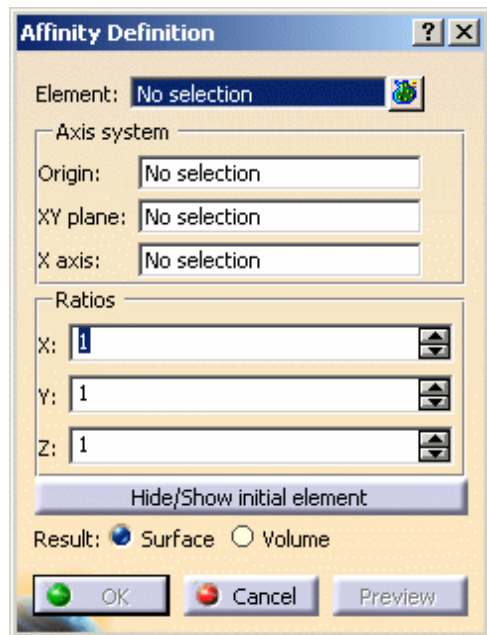 Affinity Definition ? X
Element: No selection
Axis system
Origin: No selection
XY plane: No selection
X axis: No selection
Ratios
X: 1
Y: 1
Z: 1
Hide/Show initial element
Result: Surface Volume
OK Cancel Preview